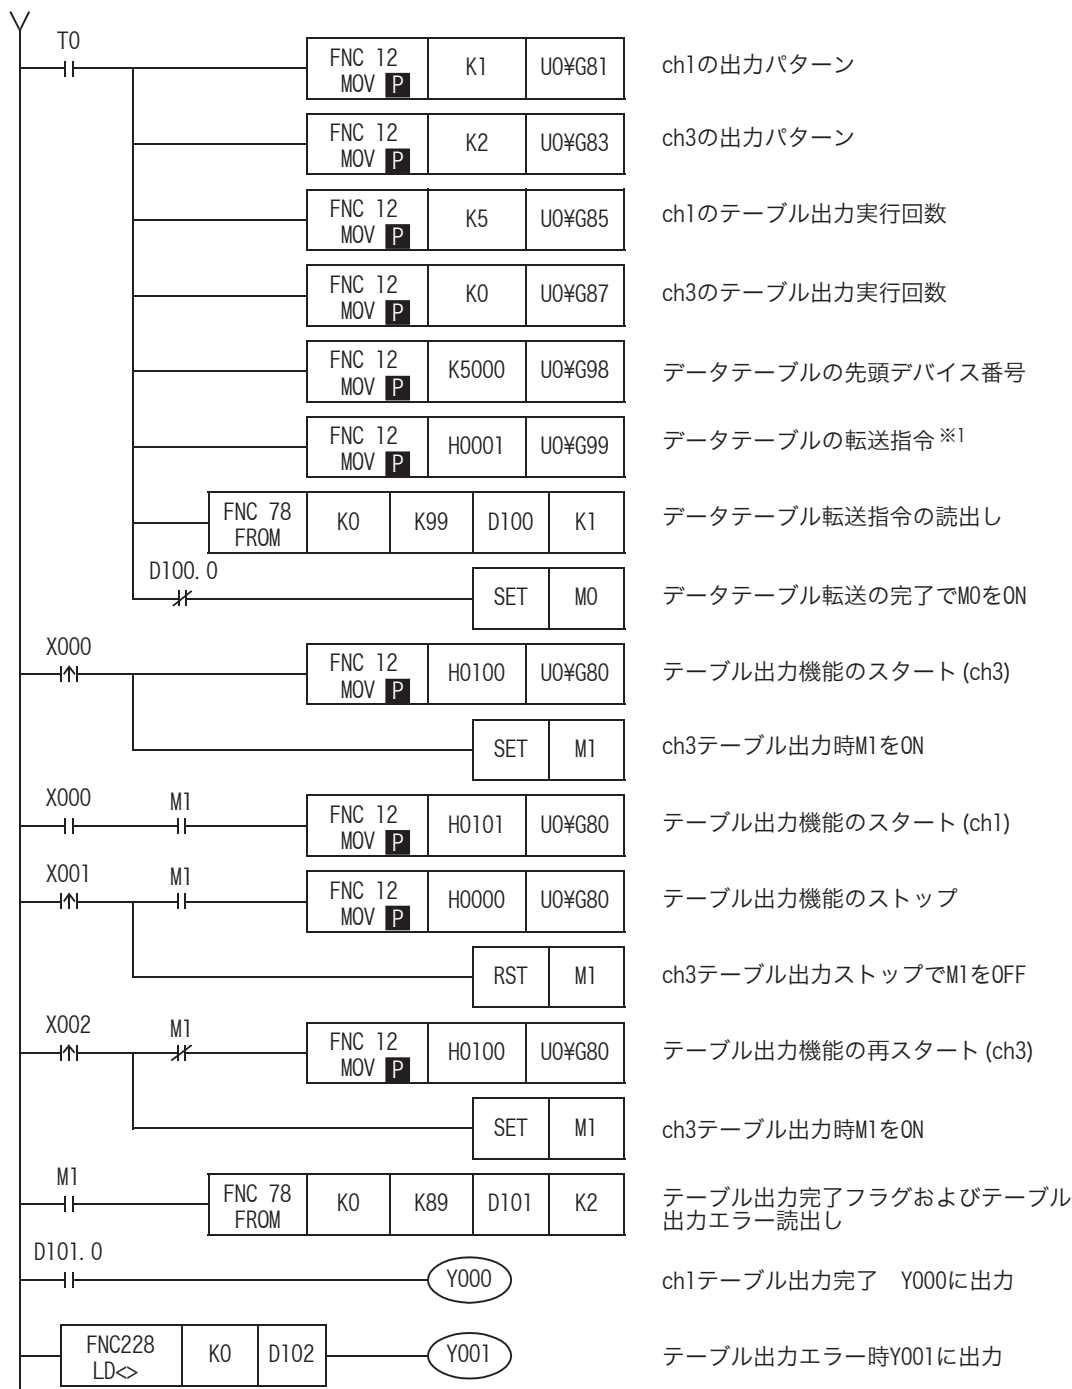 T0
FNC 12
MOV P
K1
U0¥G81
ch1の出力パターン
FNC 12
MOV P
K2
U0¥G83
ch3の出力パターン
FNC 12
MOV P
K5
U0¥G85
ch1のテーブル出力実行回数
FNC 12
MOV P
K0
U0¥G87
ch3のテーブル出力実行回数
FNC 12
MOV P
K5000
U0¥G98
データテーブルの先頭デバイス番号
FNC 12
MOV P
H0001
U0¥G99
データテーブルの転送指令※1
FNC 78
FROM
K0
K99
D100
K1
データテーブル転送指令の読出し
D100.0
SET
M0
データテーブル転送の完了でM0をON
X000
FNC 12
MOV P
H0100
U0¥G80
テーブル出力機能のスタート(ch3)
SET
M1
ch3テーブル出力時M1をON
X000
M1
FNC 12
MOV P
H0101
U0¥G80
テーブル出力機能のスタート(ch1)
X001
M1
FNC 12
MOV P
H0000
U0¥G80
テーブル出力機能のストップ
RST
M1
ch3テーブル出力ストップでM1をOFF
X002
M1
FNC 12
MOV P
H0100
U0¥G80
テーブル出力機能の再スタート(ch3)
SET
M1
ch3テーブル出力時M1をON
M1
FNC 78
FROM
K0
K89
D101
K2
テーブル出力完了フラグおよびテーブル
出力エラー読出し
D101.0
Y000
ch1テーブル出力完了　Y000に出力
FNC228
LD<>
K0
D102
Y001
テーブル出力エラー時Y001に出力